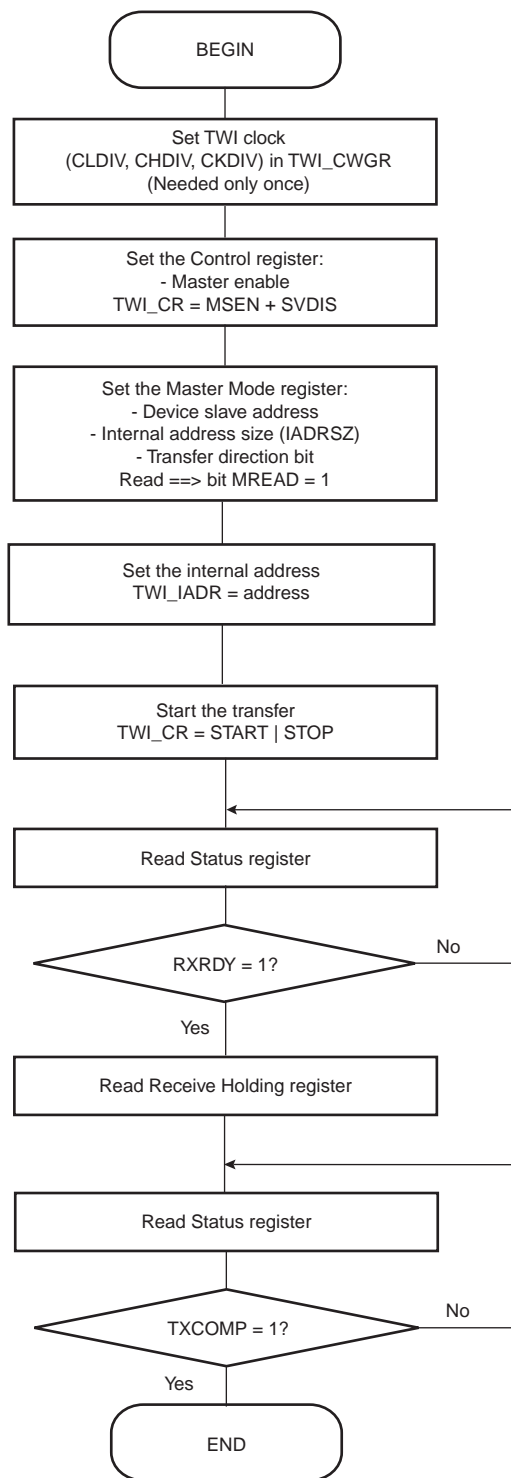 BEGIN
Set TWI clock
(CLDIV, CHDIV, CKDIV) in TWI_CWGR
(Needed only once)
Set the Control register:
- Master enable
TWI_CR = MSEN + SVDIS
Set the Master Mode register:
- Device slave address
- Internal address size (IADRSZ)
- Transfer direction bit
Read ==> bit MREAD = 1
Set the internal address
TWI_IADR = address
Start the transfer
TWI_CR = START | STOP
Read Status register
RXRDY = 1?
No
Yes
Read Receive Holding register
Read Status register
TXCOMP = 1?
No
Yes
END